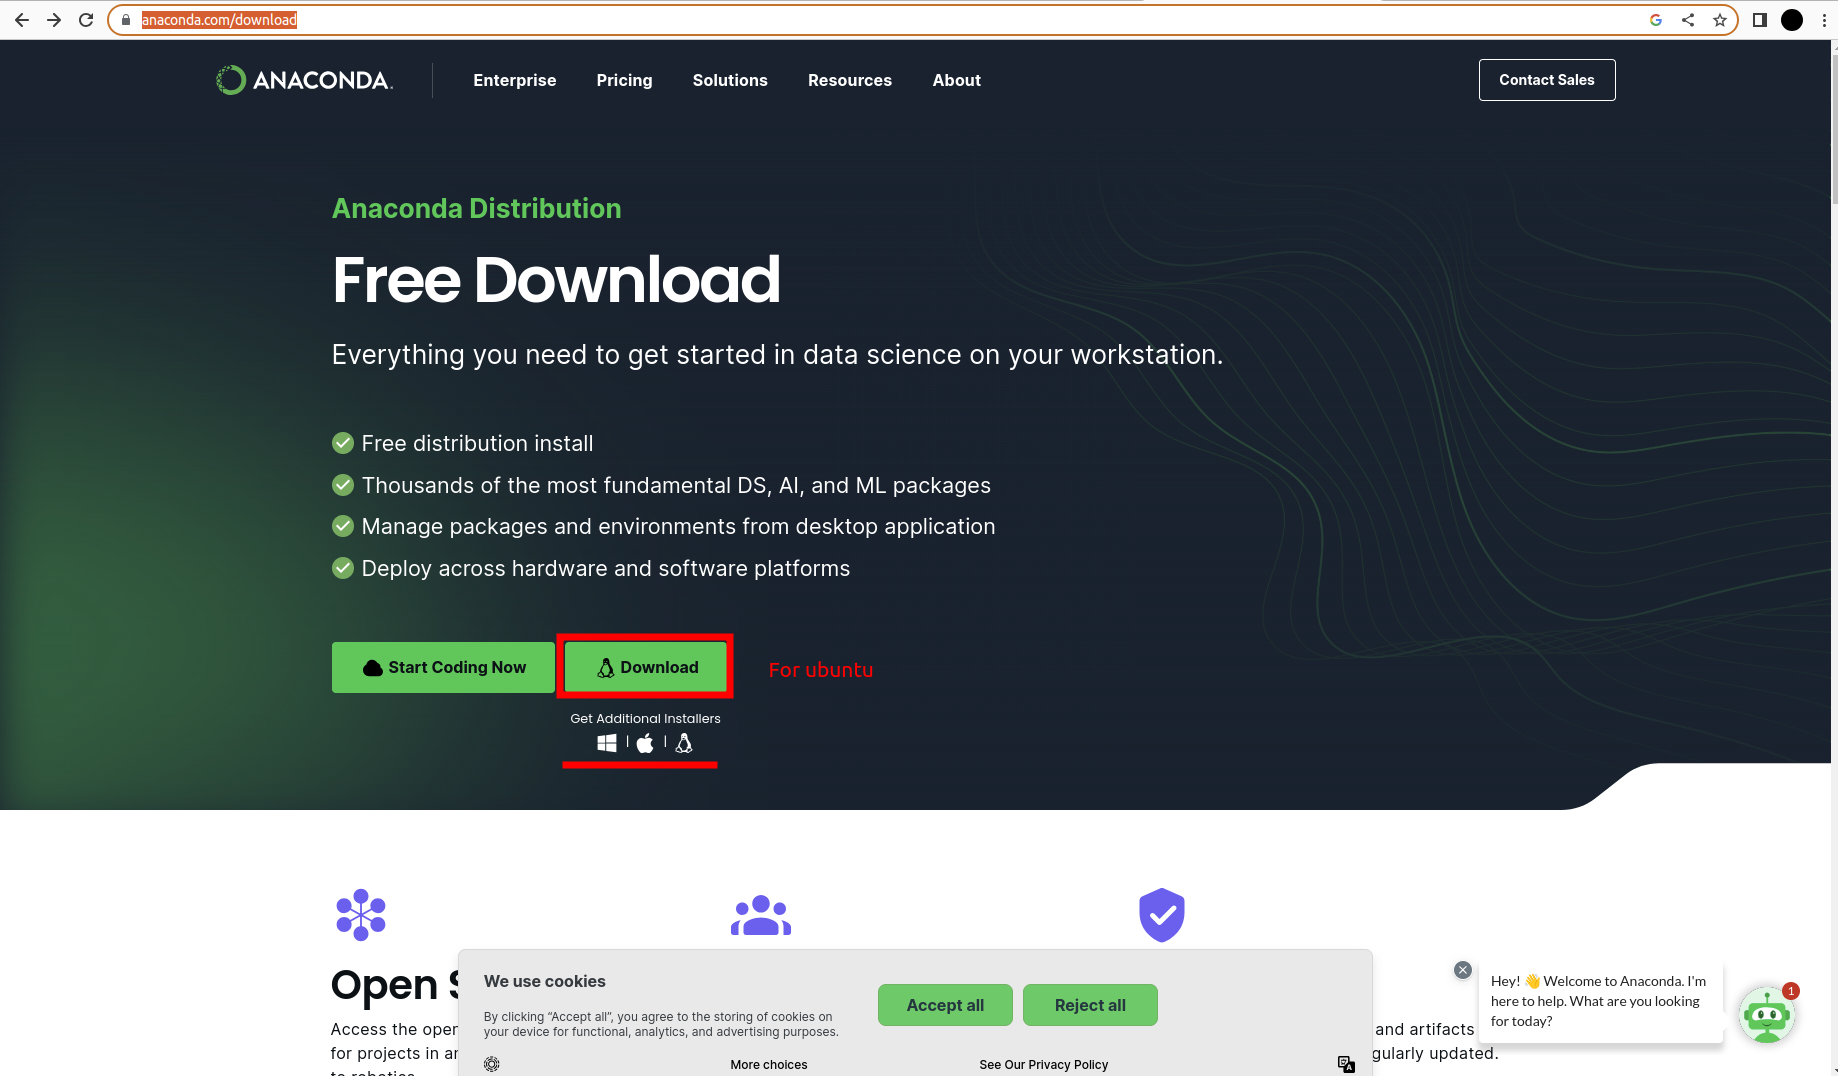 anaconda.com/download
ANACONDA.
Enterprise
Pricing
Solutions
Resources
About
Contact Sales
Anaconda Distribution
Free Download
Everything you need to get started in data science on your workstation.
Free distribution install
Thousands of the most fundamental DS, AI, and ML packages
Manage packages and environments from desktop application
Deploy across hardware and software platforms
Start Coding Now
Download
For ubuntu
Get Additional Installers
Open
Access the open
for projects in
and artifacts
gularly updated.
We use cookies
By clicking “Accept all”, you agree to the storing of cookies on
your device for functional, analytics, and advertising purposes.
Accept all
Reject all
More choices
See Our Privacy Policy
Hey! 👋 Welcome to Anaconda. I'm
here to help. What are you looking
for today?
1